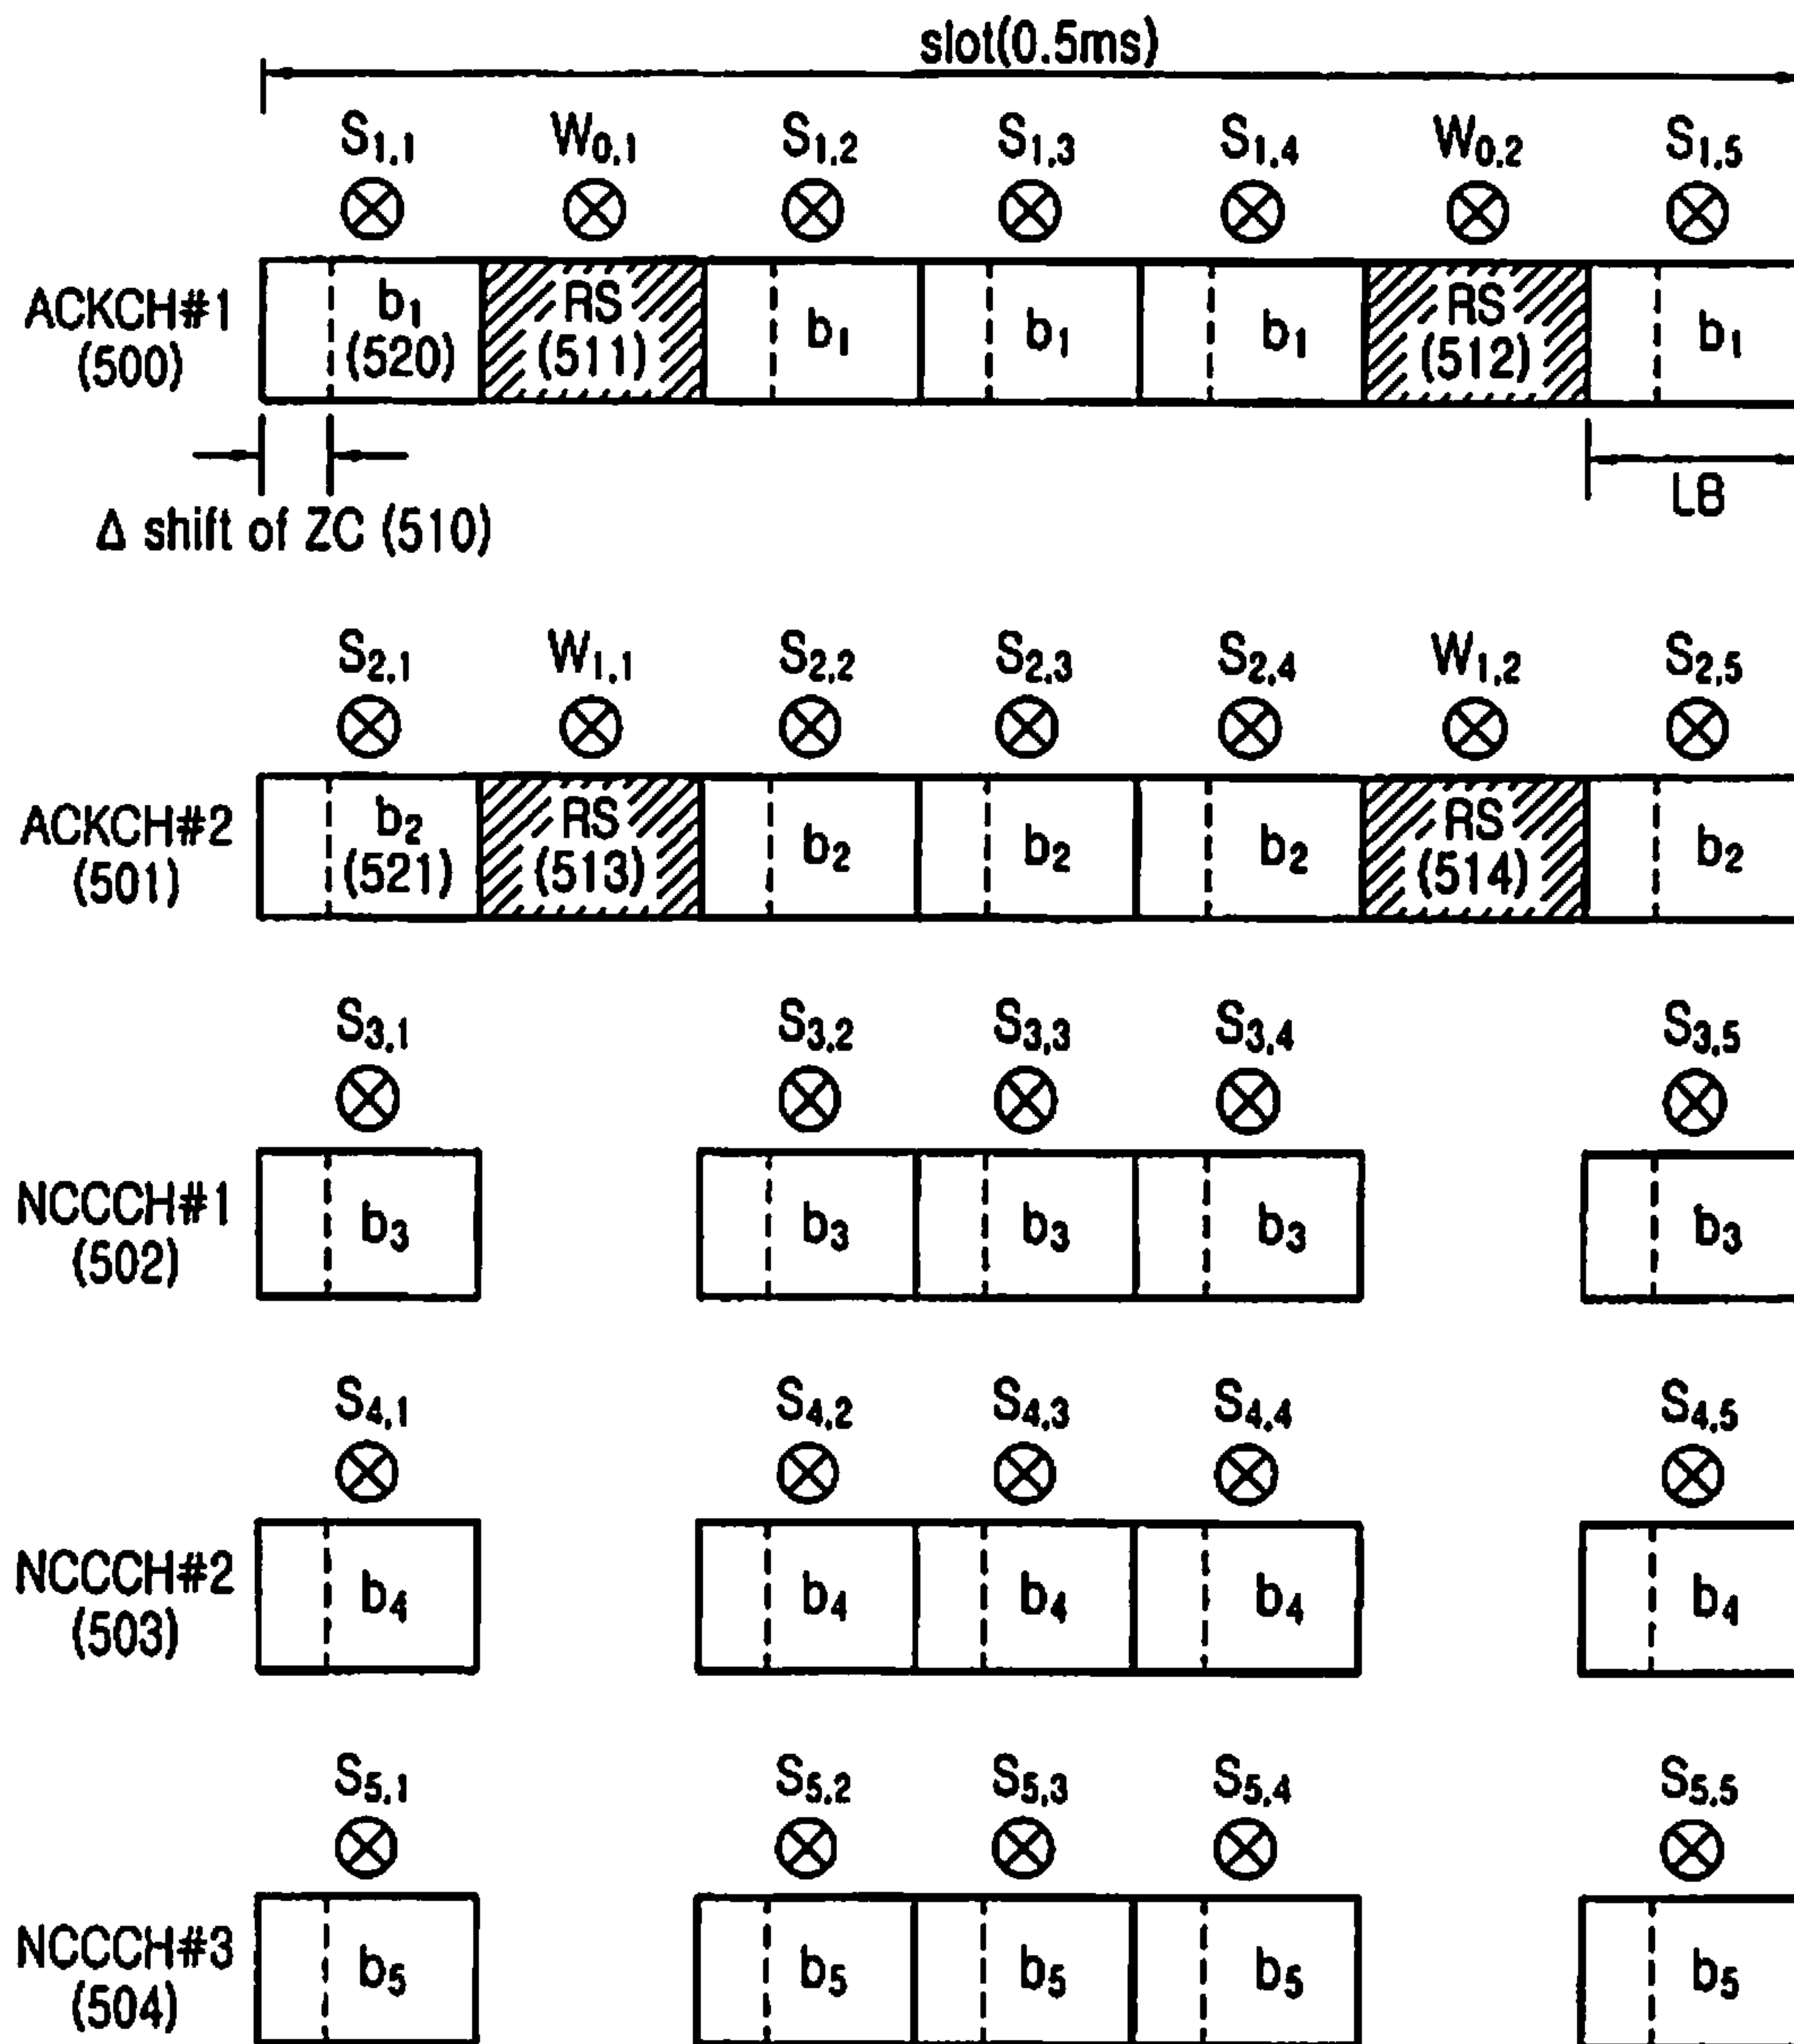 slot(0.5ms)
S1,1 W0,1 S1,2 S1,3 S1,4 W0,2 S1,5
ACKCH#1
(500)
b1
(520)
RS
(511)
b1 b1 b1
RS
(512)
b1
Δ shift of ZC (510)
LB
S2,1 W1,1 S2,2 S2,3 S2,4 W1,2 S2,5
ACKCH#2
(501)
b2
(521)
RS
(513)
b2 b2 b2
RS
(514)
b2
S3,1 S3,2 S3,3 S3,4 S3,5
NCCCH#1
(502)
b3 b3 b3 b3 b3
S4,1 S4,2 S4,3 S4,4 S4,5
NCCCH#2
(503)
b4 b4 b4 b4 b4
S5,1 S5,2 S5,3 S5,4 S5,5
NCCCH#3
(504)
b5 b5 b5 b5 b5